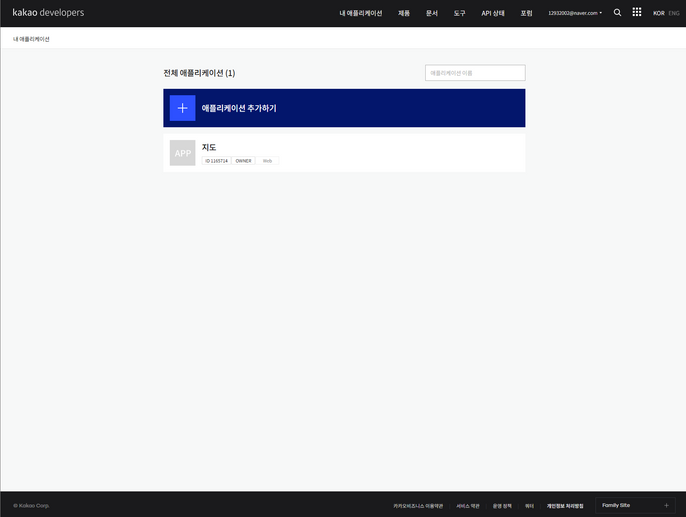 kakao developers
내 애플리케이션 제품 문서 도구 API 상태 포럼 12932002@naver.com KOR ENG
내 애플리케이션
전체 애플리케이션 (1)
애플리케이션 이름
애플리케이션 추가하기
APP
지도
ID 1165714 OWNER Web
© Kakao Corp.
카카오비즈니스 이용약관 서비스 약관 운영 정책 쿼터 개인정보 처리방침 Family Site